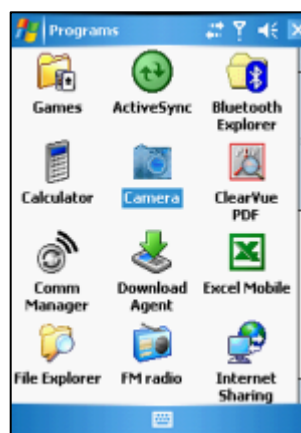 Programs
Games ActiveSync Bluetooth
Explorer
Calculator Camera ClearVue
PDF
Comm Download Excel Mobile
Manager Agent
File Explorer FM radio Internet
Sharing